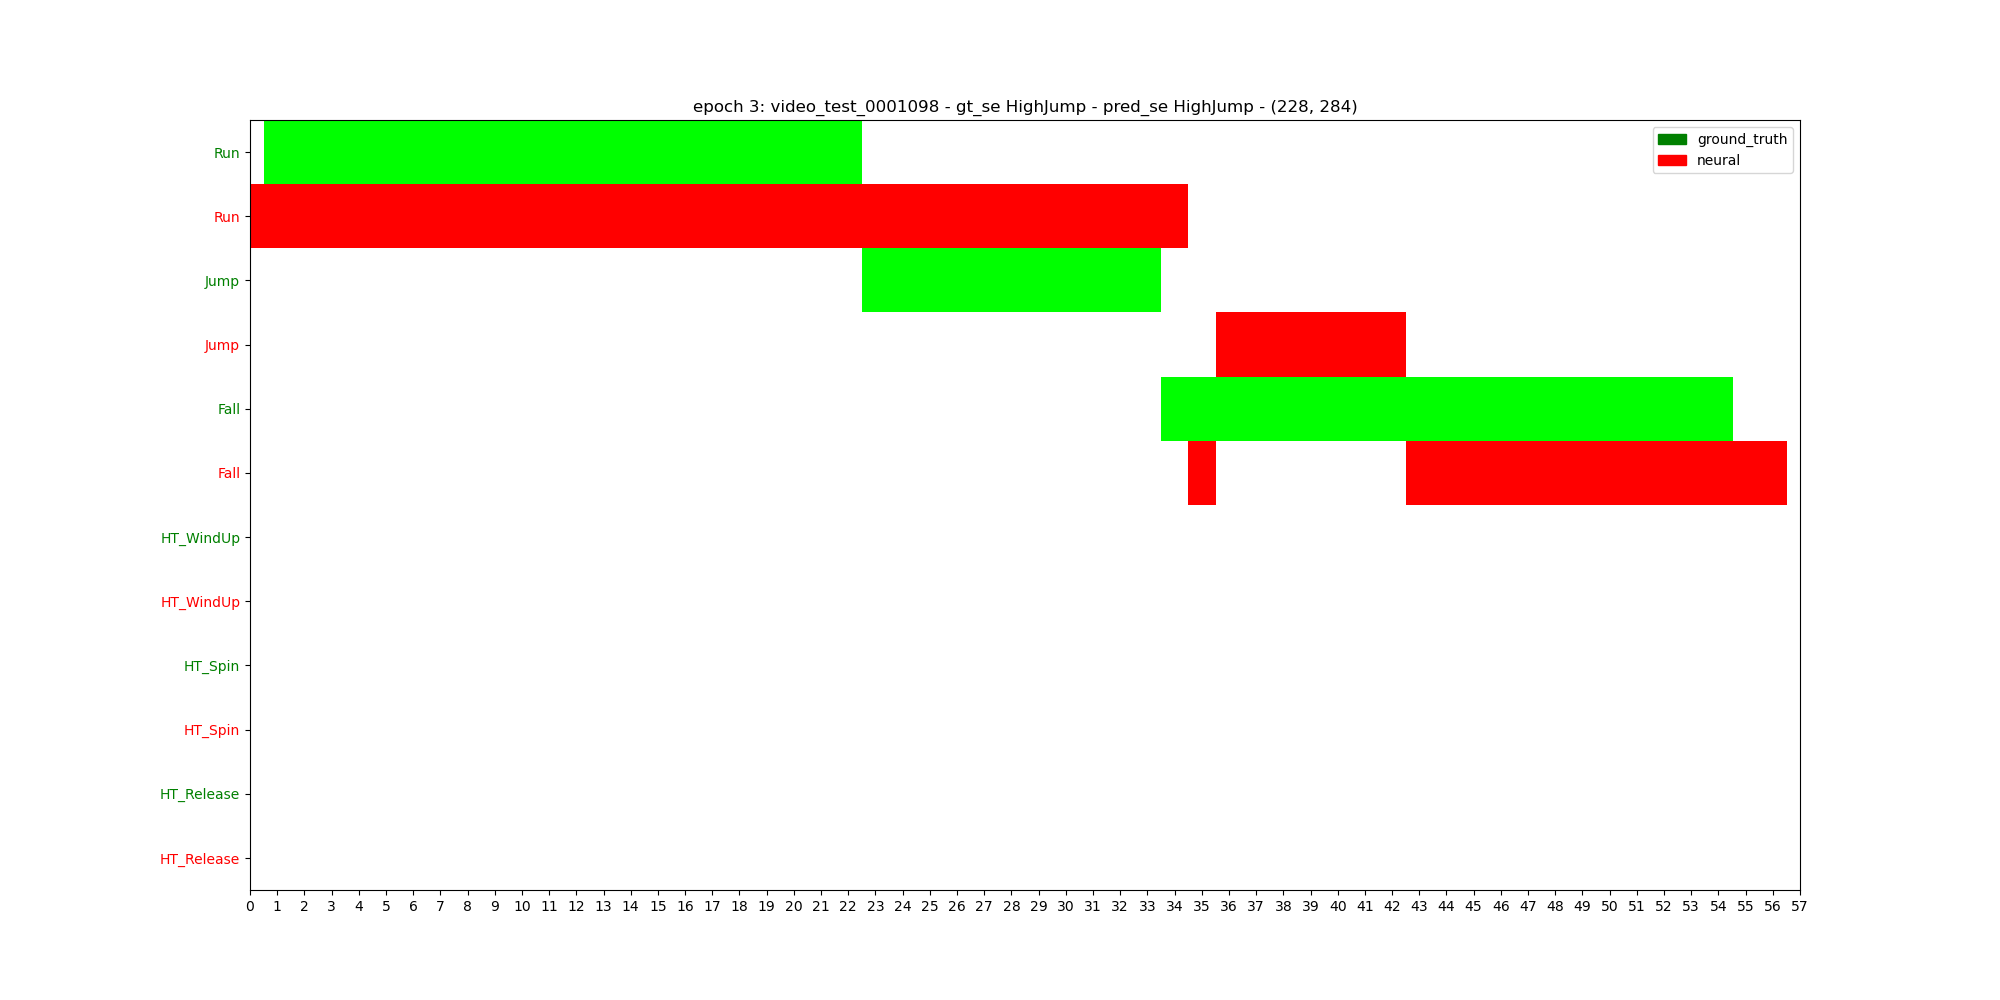 epoch 3: video_test_0001098 - gt_se HighJump - pred_se HighJump - (228, 284)
ground_truth
neural
Run
Run
Jump
Jump
Fall
Fall
HT_WindUp
HT_WindUp
HT_Spin
HT_Spin
HT_Release
HT_Release
0 1 2 3 4 5 6 7 8 9 10 11 12 13 14 15 16 17 18 19 20 21 22 23 24 25 26 27 28 29 30 31 32 33 34 35 36 37 38 39 40 41 42 43 44 45 46 47 48 49 50 51 52 53 54 55 56 57